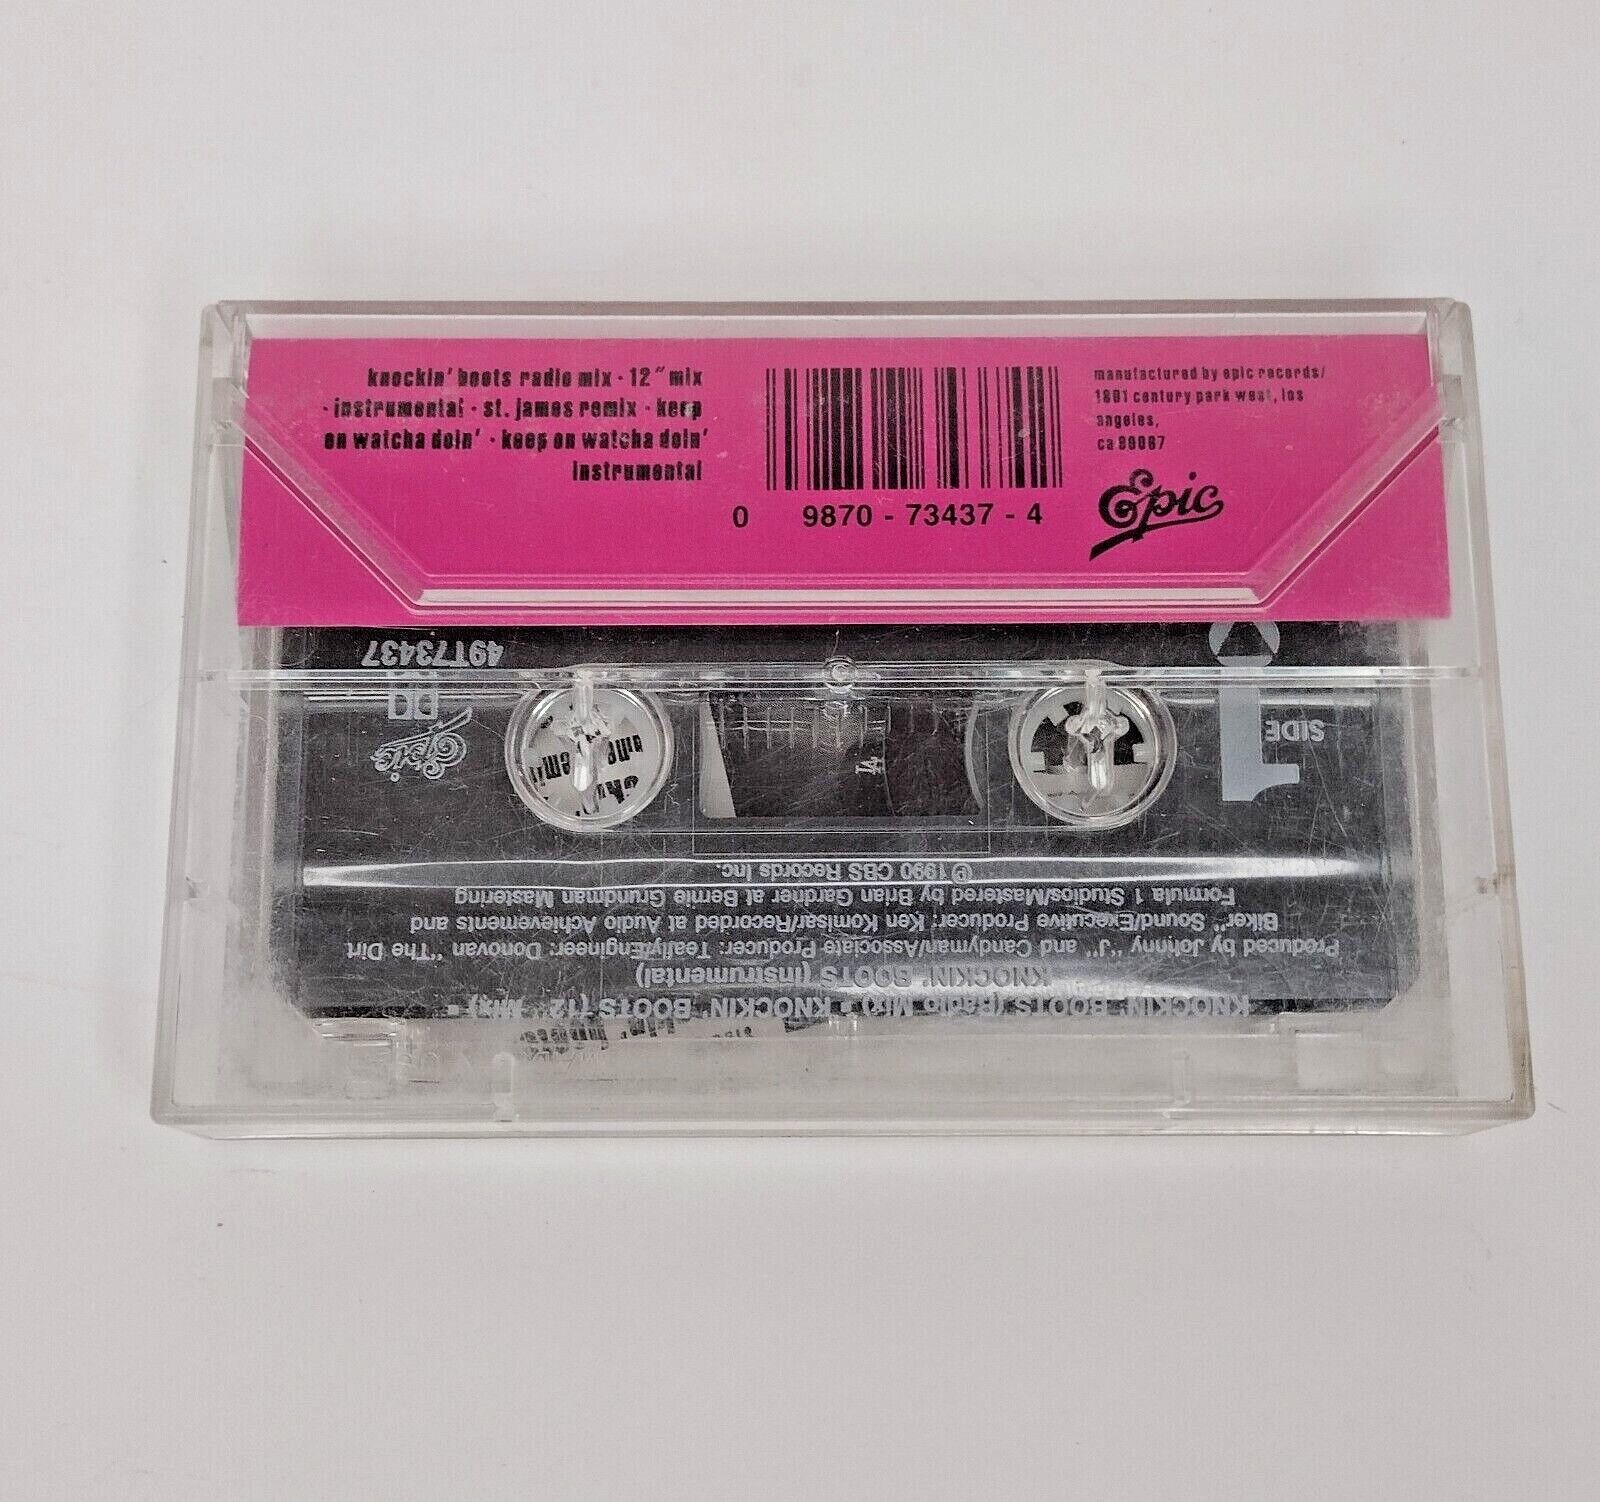 knockin' boots radio mix · 12" mix
· instrumental · st. james remix · keep
on watcha doin' · keep on watcha doin'
instrumental
0 9870 - 73437 - 4
manufactured by epic records/
1801 century park west, los
angeles,
ca 90067
Epic
49T73437
Epic
SIDE
1
℗ 1990 CBS Records Inc.
Formula 1 Studios/Mastered by Brian Gardner at Bernie Grundman Mastering
Biker" Sound/Executive Producer: Ken Komisar/Recorded at Audio Achievements and
Produced by Johnny "J" and Candyman/Associate Producer: Teafly/Engineer: Donovan "The Dirt
KNOCKIN' BOOTS (Instrumental)
KNOCKIN' BOOTS (Radio Mix) • KNOCKIN' BOOTS (12" Mix) •